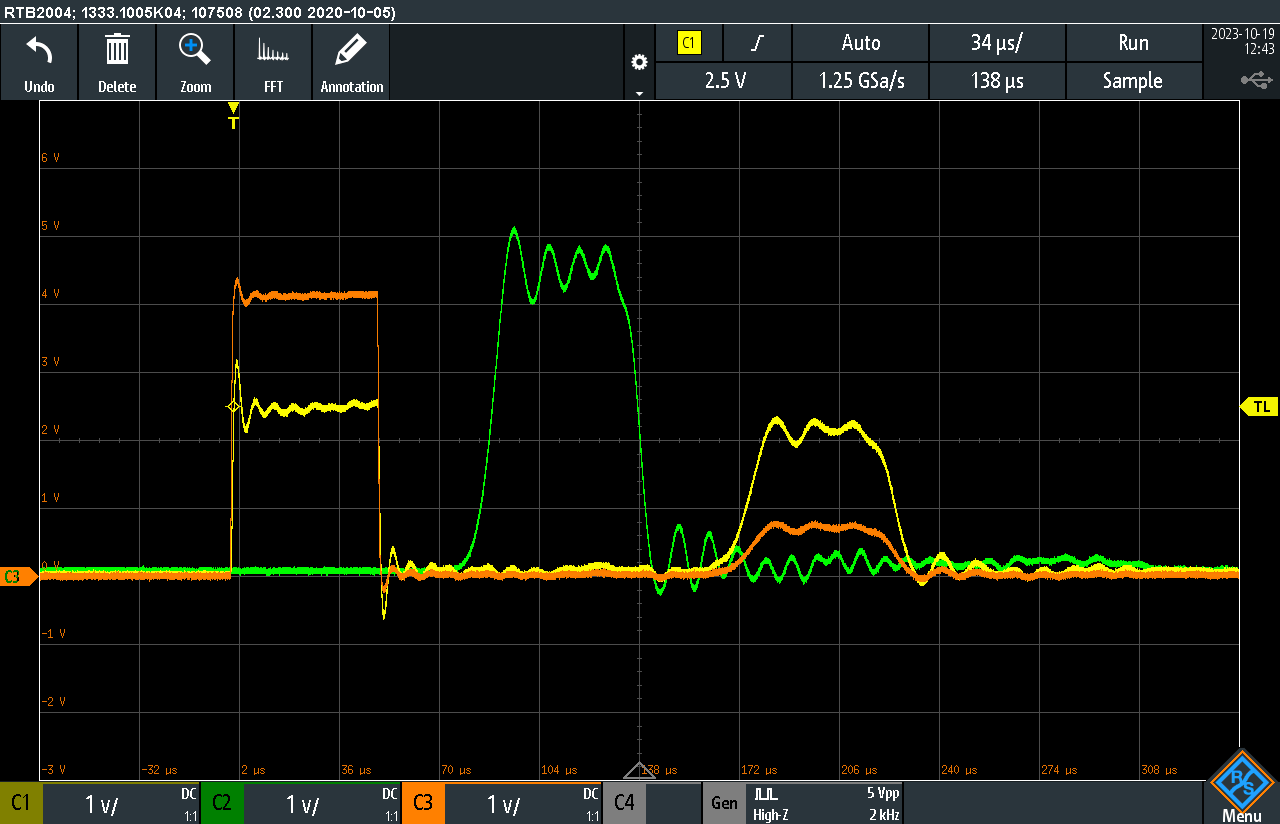 RTB2004; 1333.1005K04; 107508 (02.300 2020-10-05)
Undo
Delete
Zoom
FFT
Annotation
C1
Auto
34 µs/
Run
2.5 V
1.25 GSa/s
138 µs
Sample
2023-10-19
12:43
T
6 V
5 V
4 V
3 V
2 V
1 V
0 V
-1 V
-2 V
-3 V
TL
C3
-32 µs
2 µs
36 µs
70 µs
104 µs
138 µs
172 µs
206 µs
240 µs
274 µs
308 µs
C1
1 V/
DC
1:1
C2
1 V/
DC
1:1
C3
1 V/
DC
1:1
C4
Gen
High-Z
5 Vpp
2 kHz
R S
Menu